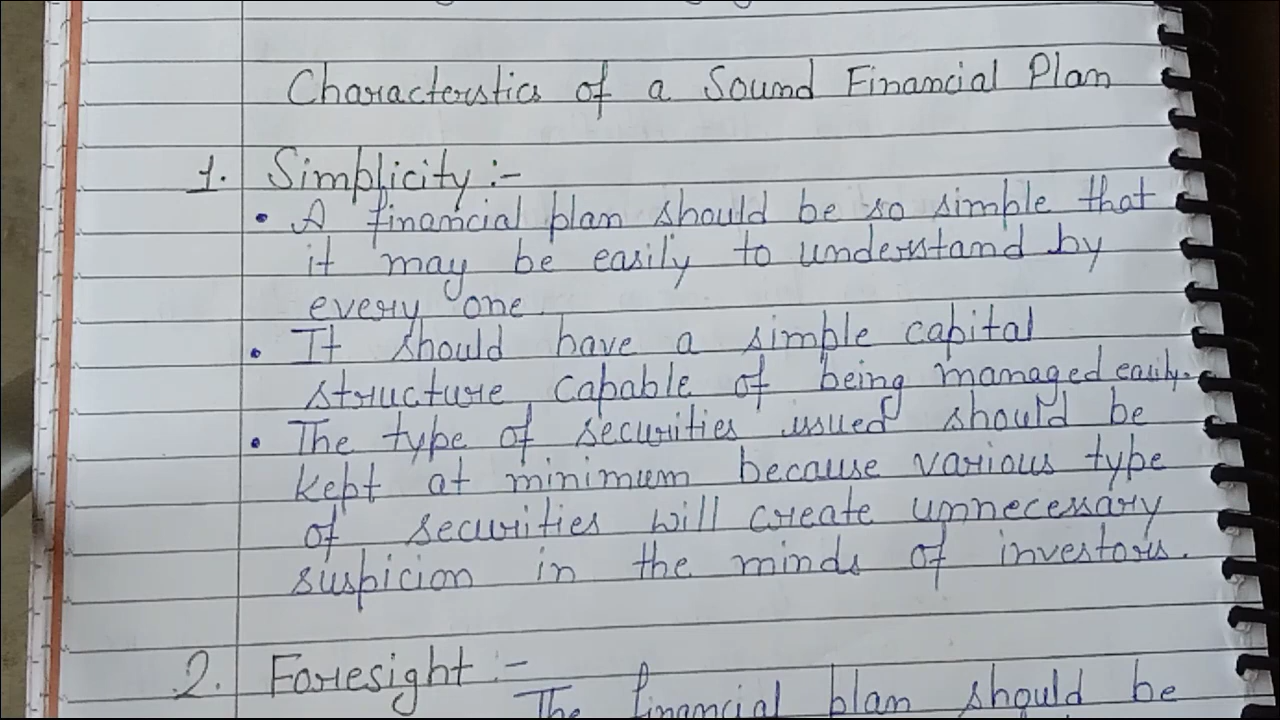 Characterstics of a Sound Financial Plan
1. Simplicity :-
• A financial plan should be so simple that
it may be easily to understand by
every one
• It should have a simple capital
structure, capable of being managed easily.
• The type of securities issued should be
kept at minimum because various type
of securities will create unnecessary
suspicion in the minds of investors.
2. Foresight :-
The financial plan should be